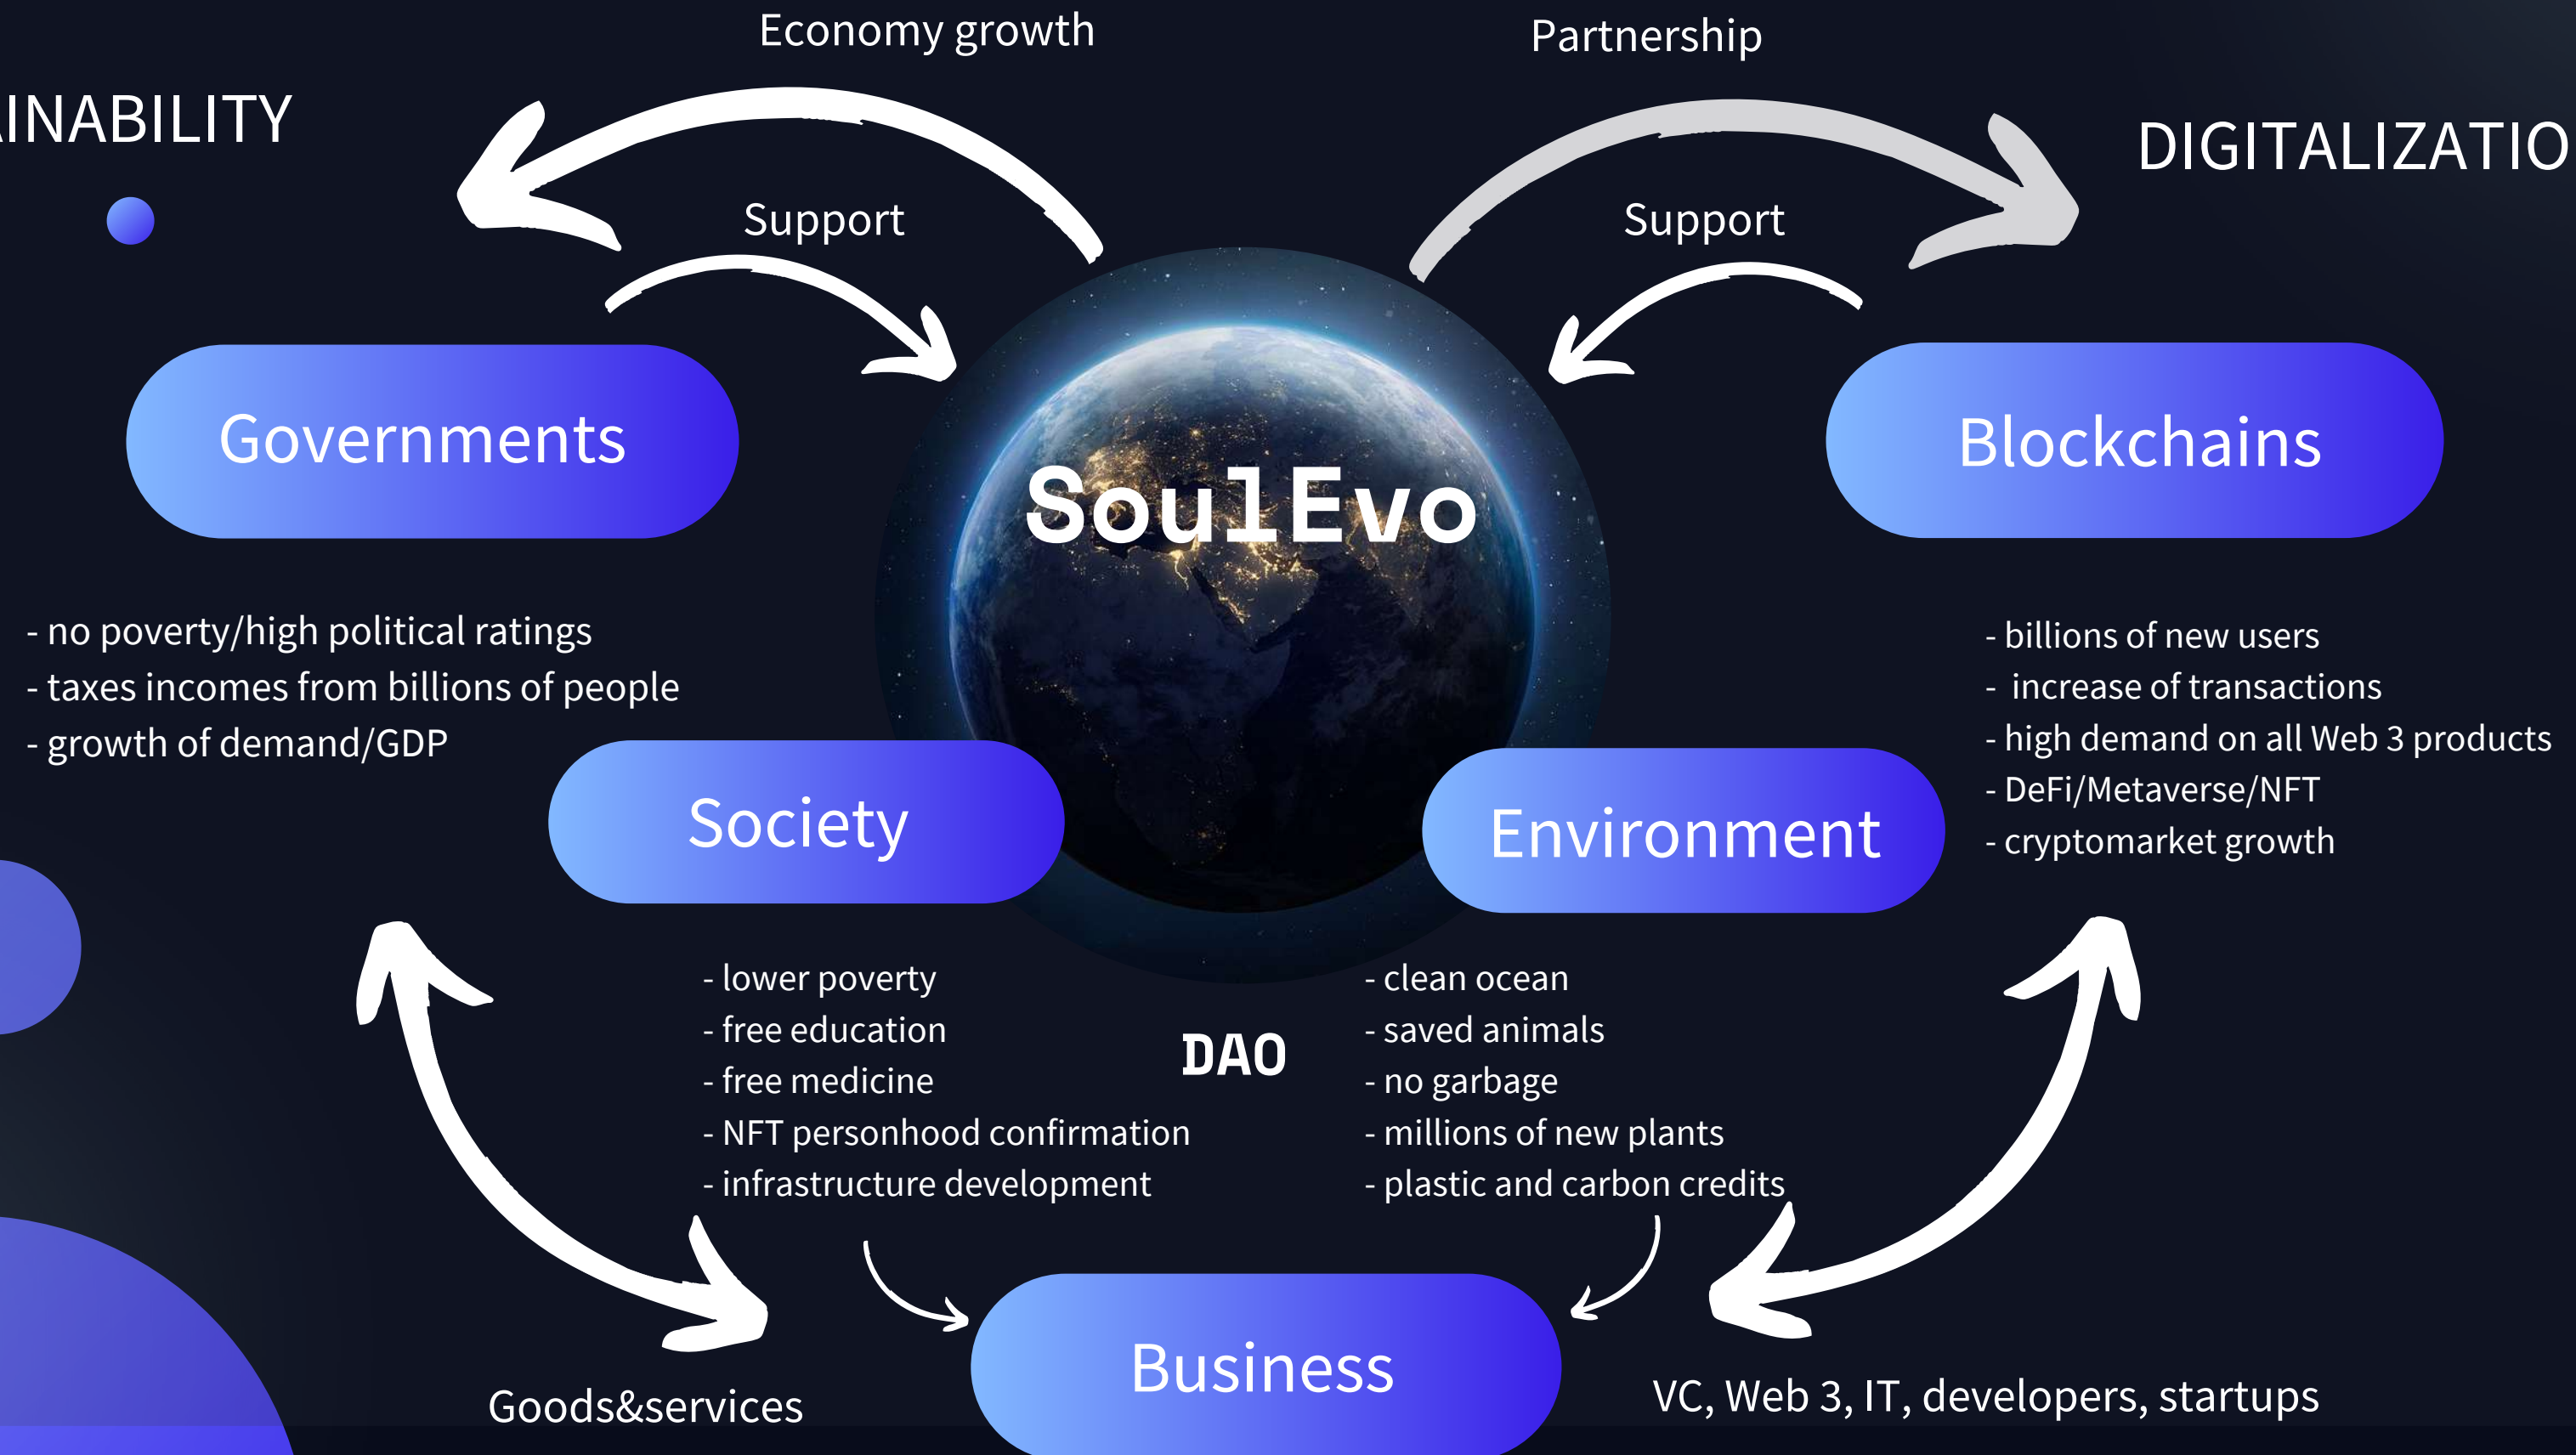 Economy growth
Partnership
AINABILITY
DIGITALIZATIO
Support
Support
Governments
Blockchains
SoulEvo
- no poverty/high political ratings
- taxes incomes from billions of people
- growth of demand/GDP
- billions of new users
-  increase of transactions
- high demand on all Web 3 products
- DeFi/Metaverse/NFT
- cryptomarket growth
Society
Environment
- lower poverty
- free education
- free medicine
- NFT personhood confirmation
- infrastructure development
DAO
- clean ocean
- saved animals
- no garbage
- millions of new plants
- plastic and carbon credits
Business
Goods&services
VC, Web 3, IT, developers, startups